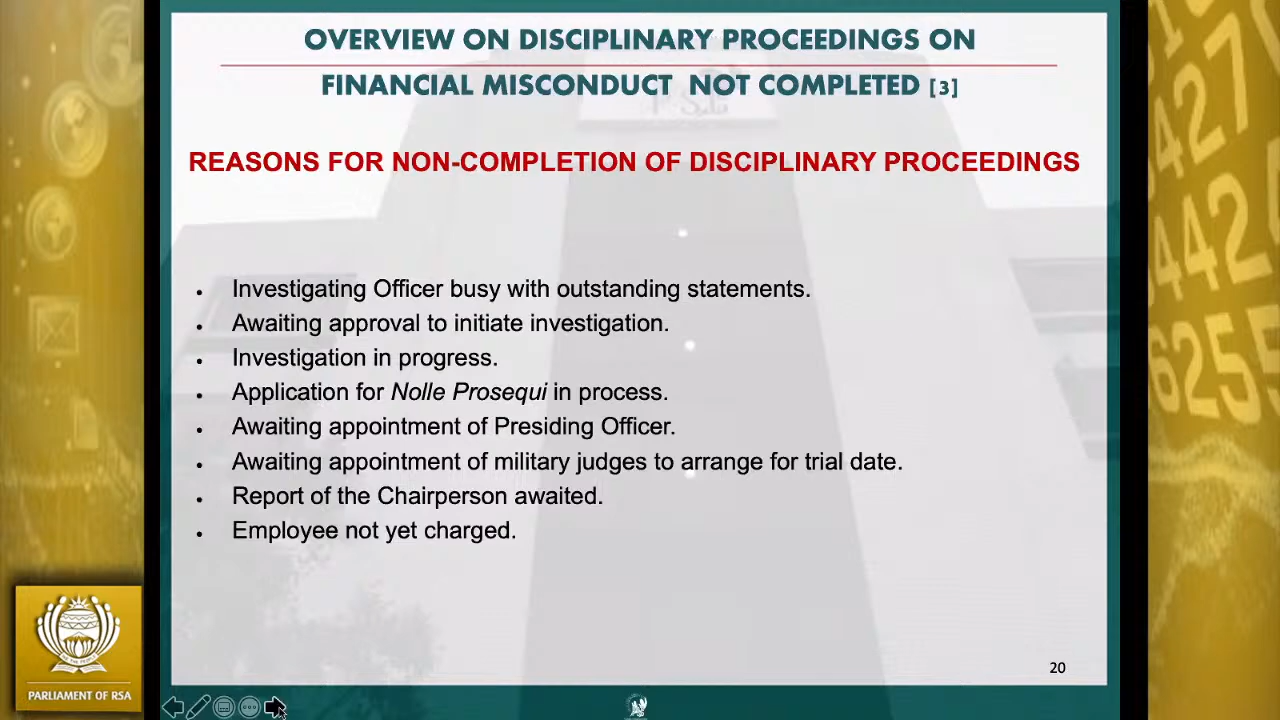 OVERVIEW ON DISCIPLINARY PROCEEDINGS ON
FINANCIAL MISCONDUCT NOT COMPLETED [3]
REASONS FOR NON-COMPLETION OF DISCIPLINARY PROCEEDINGS
• Investigating Officer busy with outstanding statements.
• Awaiting approval to initiate investigation.
• Investigation in progress.
• Application for Nolle Prosequi in process.
• Awaiting appointment of Presiding Officer.
• Awaiting appointment of military judges to arrange for trial date.
• Report of the Chairperson awaited.
• Employee not yet charged.
20
PARLIAMENT OF RSA